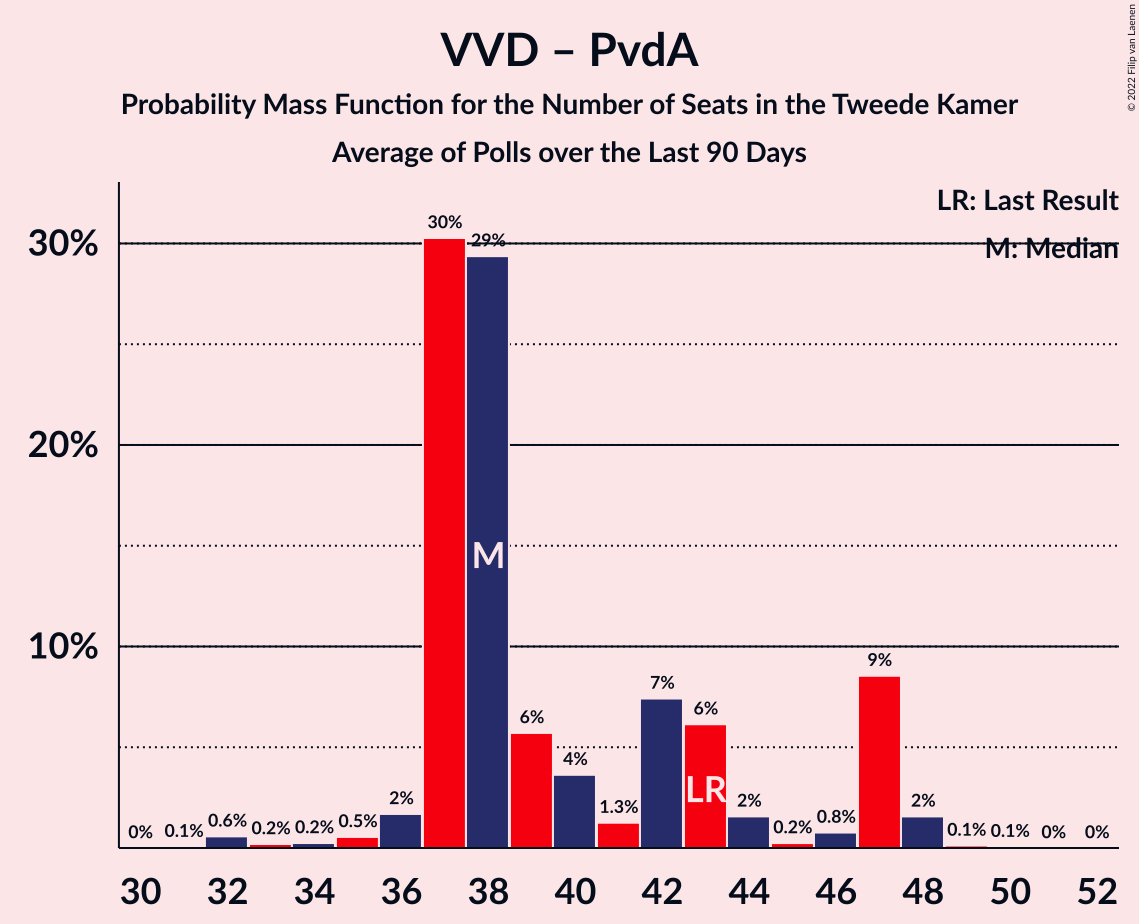 VVD – PvdA
Probability Mass Function for the Number of Seats in the Tweede Kamer
Average of Polls over the Last 90 Days
© 2022 Filip van Laenen
LR: Last Result
M: Median
30%
20%
10%
0% 0.1% 0.6% 0.2% 0.2% 0.5% 2% 30% 29% 6% 4% 1.3% 7% 6% 2% 0.2% 0.8% 9% 2% 0.1% 0.1% 0% 0%
M
LR
30 32 34 36 38 40 42 44 46 48 50 52